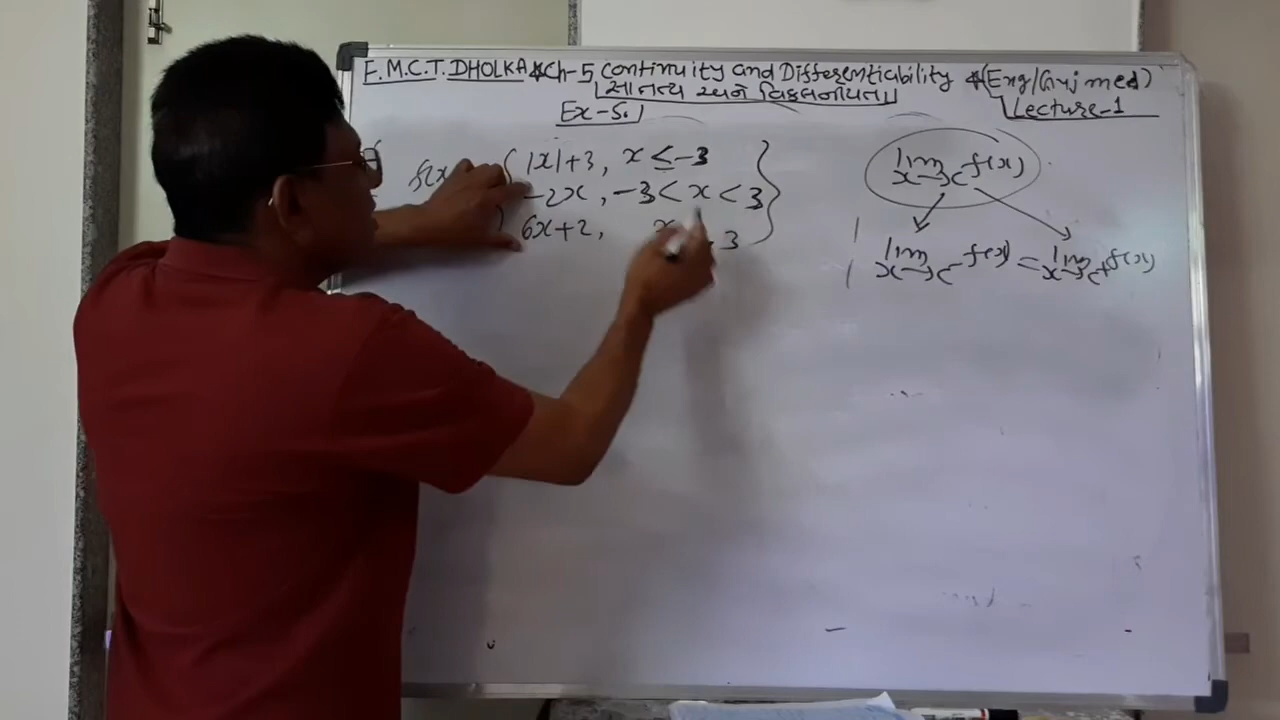 F.M.C.T. DHOLKA * Ch-5 Continuity and Differentiability * (Eng/Guj med)
સાતત્ય અને વિકલનીયતા
Lecture-1
Ex-5.1
f(x |x|+3, x ≤ -3
-2x, -3 < x < 3
6x+2, x 3
lim x→c f(x)
lim x→c⁻ f(x) = lim x→c⁺ f(x)